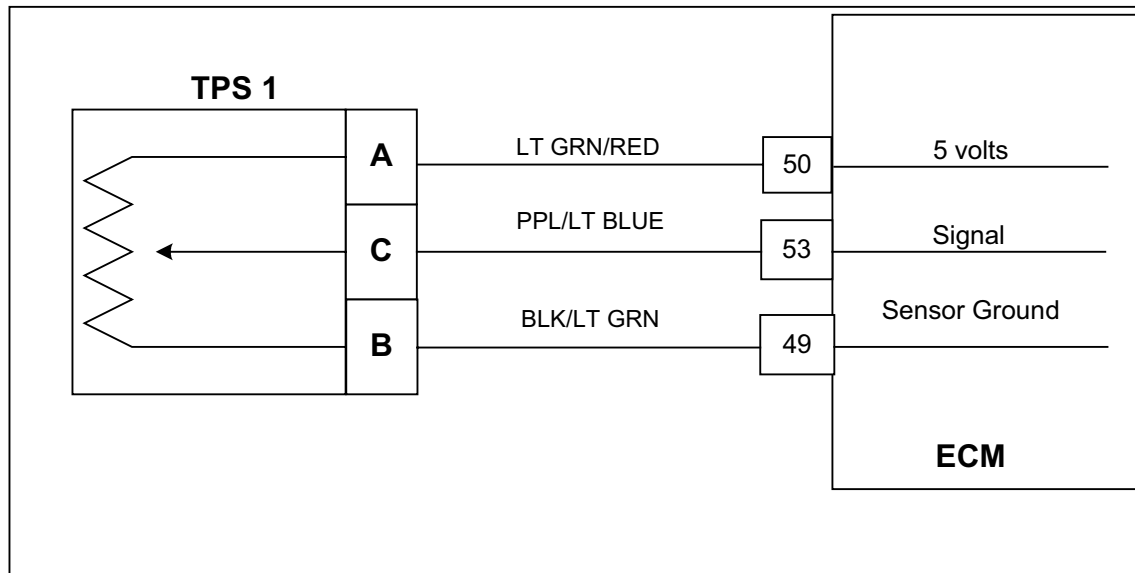 TPS 1
A
LT GRN/RED
50
5 volts
C
PPL/LT BLUE
53
Signal
B
BLK/LT GRN
49
Sensor Ground
ECM